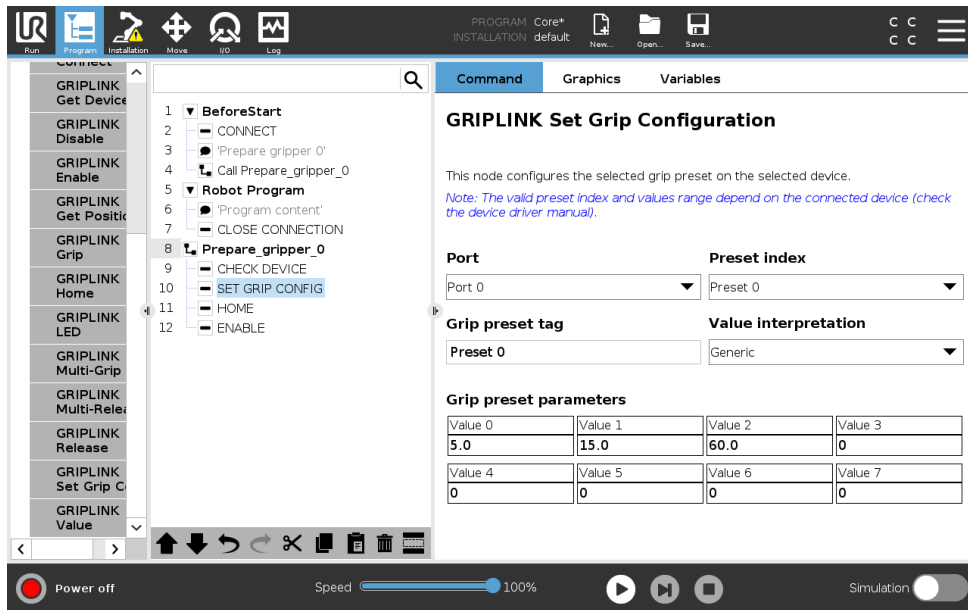 PROGRAM Core*
INSTALLATION default
Run
Program
Installation
Move
I/O
Log
New...
Open...
Save...
C C
C C
Connect
GRIPLINK
Get Device
GRIPLINK
Disable
GRIPLINK
Enable
GRIPLINK
Get Positic
GRIPLINK
Grip
GRIPLINK
Home
GRIPLINK
LED
GRIPLINK
Multi-Grip
GRIPLINK
Multi-Relea
GRIPLINK
Release
GRIPLINK
Set Grip C
GRIPLINK
Value
1 BeforeStart
2 CONNECT
3 'Prepare gripper 0'
4 Call Prepare_gripper_0
5 Robot Program
6 'Program content'
7 CLOSE CONNECTION
8 Prepare_gripper_0
9 CHECK DEVICE
10 SET GRIP CONFIG
11 HOME
12 ENABLE
Command Graphics Variables
GRIPLINK Set Grip Configuration
This node configures the selected grip preset on the selected device.
Note: The valid preset index and values range depend on the connected device (check
the device driver manual).
Port Preset index
Port 0 Preset 0
Grip preset tag Value interpretation
Preset 0 Generic
Grip preset parameters
Value 0 Value 1 Value 2 Value 3
5.0 15.0 60.0 0
Value 4 Value 5 Value 6 Value 7
0 0 0 0
Power off Speed 100% Simulation